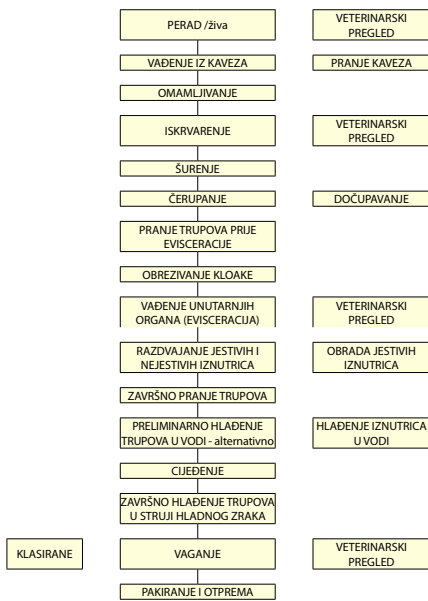 PERAD /živa
VETERINARSKI
PREGLED
VAĐENJE IZ KAVEZA
PRANJE KAVEZA
OMAMLJIVANJE
ISKRVARENJE
VETERINARSKI
PREGLED
ŠURENJE
ČERUPANJE
DOČUPAVANJE
PRANJE TRUPOVA PRIJE
EVISCERACIJE
OBREZIVANJE KLOAKE
VAĐENJE UNUTARNJIH
ORGANA (EVISCERACIJA)
VETERINARSKI
PREGLED
RAZDVAJANJE JESTIVIH I
NEJESTIVIH IZNUTRICA
OBRADA JESTIVIH
IZNUTRICA
ZAVRŠNO PRANJE TRUPOVA
PRELIMINARNO HLAĐENJE
TRUPOVA U VODI - alternativno
HLAĐENJE IZNUTRICA
U VODI
CIJEĐENJE
ZAVRŠNO HLAĐENJE TRUPOVA
U STRUJI HLADNOG ZRAKA
KLASIRANE
VAGANJE
VETERINARSKI
PREGLED
PAKIRANJE I OTPREMA